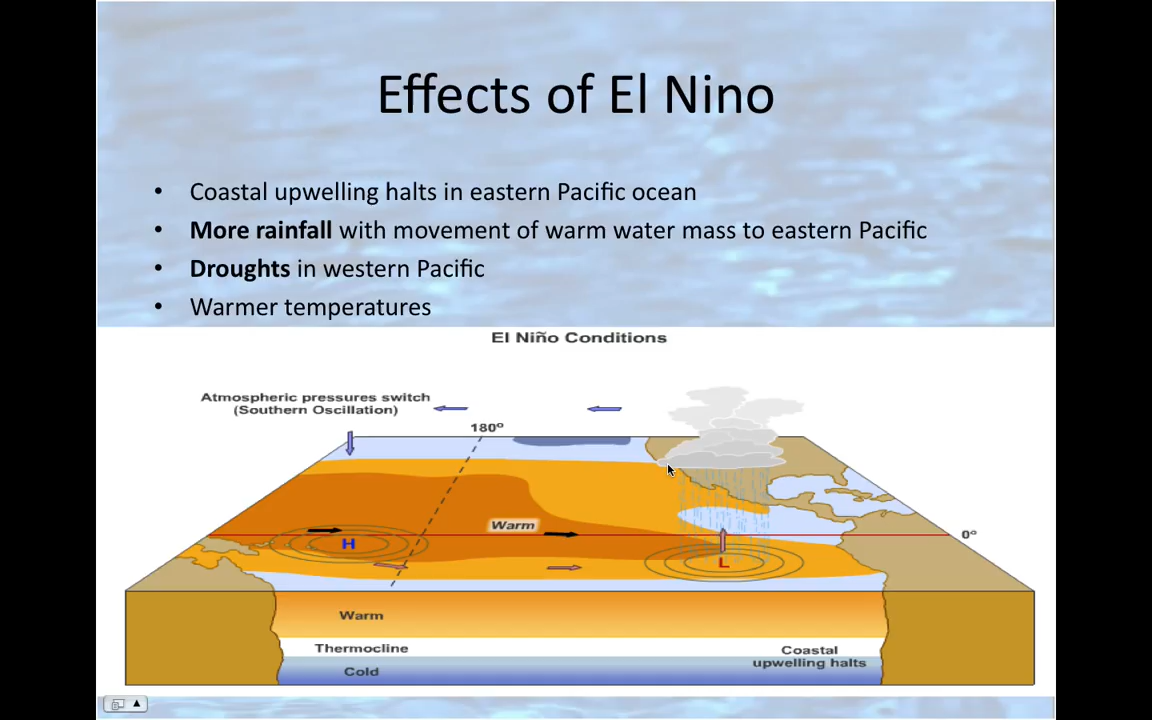 Effects of El Nino
• Coastal upwelling halts in eastern Pacific ocean
• More rainfall with movement of warm water mass to eastern Pacific
• Droughts in western Pacific
• Warmer temperatures
El Niño Conditions
Atmospheric pressures switch
(Southern Oscillation)
180º
Warm
0º
H
L
Warm
Thermocline
Cold
Coastal
upwelling halts